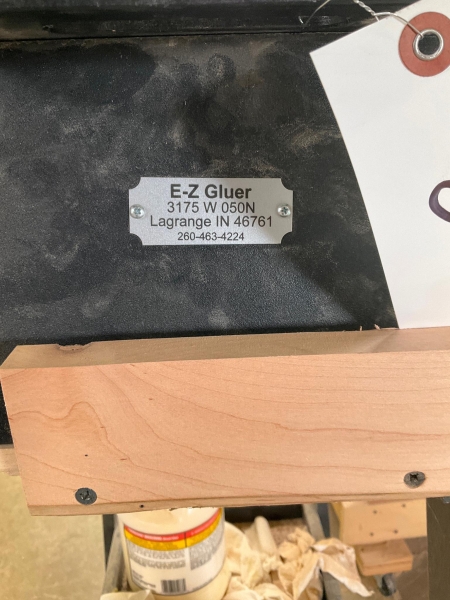 E-Z Gluer
3175 W 050N
Lagrange IN 46761
260-463-4224